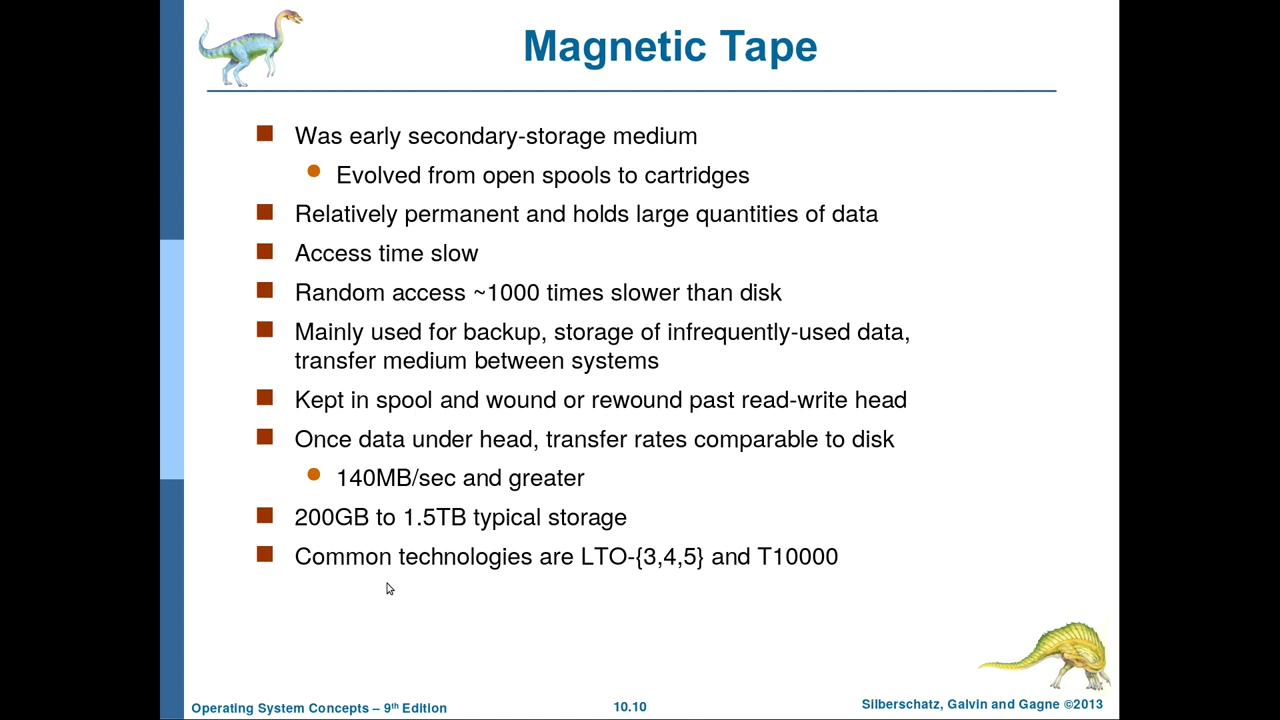 Magnetic Tape
Was early secondary-storage medium
Evolved from open spools to cartridges
Relatively permanent and holds large quantities of data
Access time slow
Random access ~1000 times slower than disk
Mainly used for backup, storage of infrequently-used data,
transfer medium between systems
Kept in spool and wound or rewound past read-write head
Once data under head, transfer rates comparable to disk
140MB/sec and greater
200GB to 1.5TB typical storage
Common technologies are LTO-{3,4,5} and T10000
Operating System Concepts – 9th Edition
10.10
Silberschatz, Galvin and Gagne ©2013